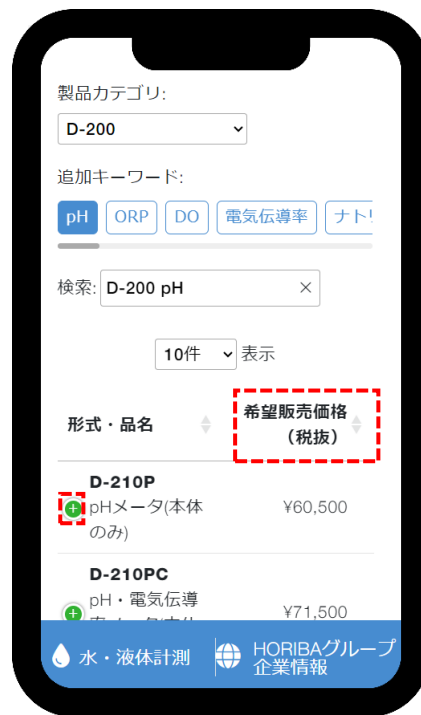 製品カテゴリ:
D-200
追加キーワード:
pH ORP DO 電気伝導率
検索: D-200 pH ×
10件 表示
形式・品名 希望販売価格
(税抜)
D-210P
pHメータ(本体
のみ)
¥60,500
D-210PC
pH・電気伝導
¥71,500
水・液体計測
HORIBAグループ
企業情報